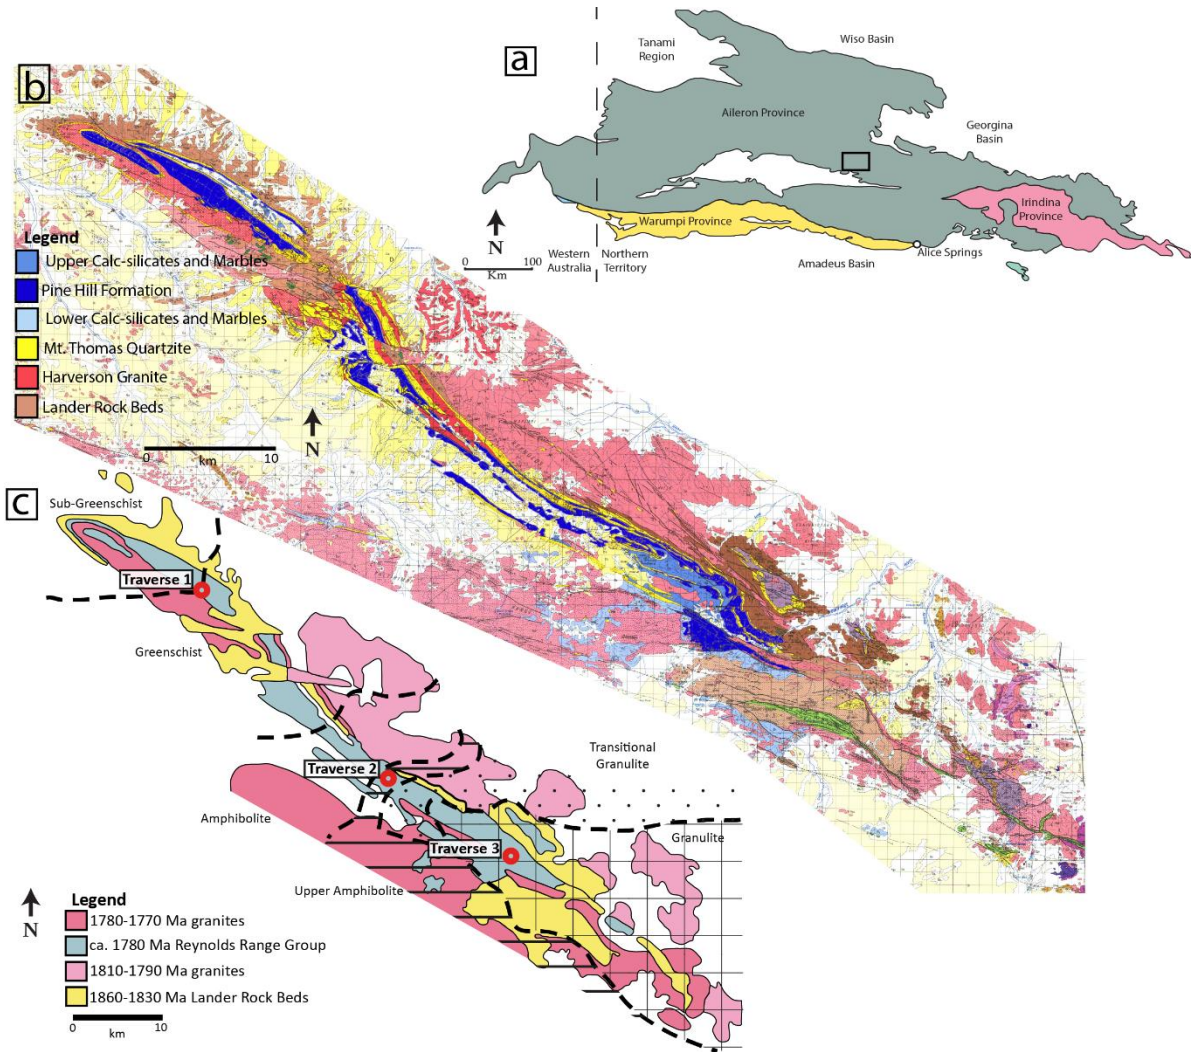 a
Tanami
Region
Wiso Basin
Aileron Province
Georgina
Basin
Irindina
Province
Warumpi Province
N
0 100
Km
Western
Australia
Northern
Territory
Amadeus Basin
Alice Springs
b
Legend
Upper Calc-silicates and Marbles
Pine Hill Formation
Lower Calc-silicates and Marbles
Mt. Thomas Quartzite
Harverson Granite
Lander Rock Beds
N
0 10
km
c
Sub-Greenschist
Traverse 1
Greenschist
Traverse 2
Transitional
Granulite
Amphibolite
Traverse 3
Granulite
Upper Amphibolite
N
Legend
1780-1770 Ma granites
ca. 1780 Ma Reynolds Range Group
1810-1790 Ma granites
1860-1830 Ma Lander Rock Beds
0 10
km